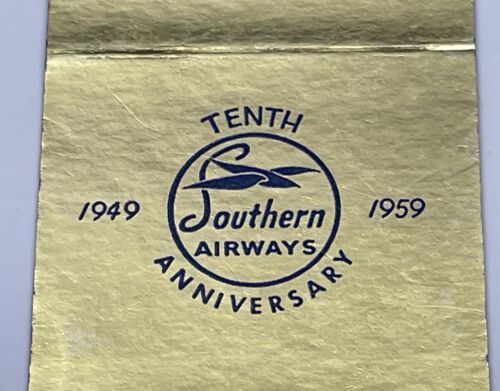 TENTH
1949 Southern 1959
AIRWAYS
ANNIVERSARY